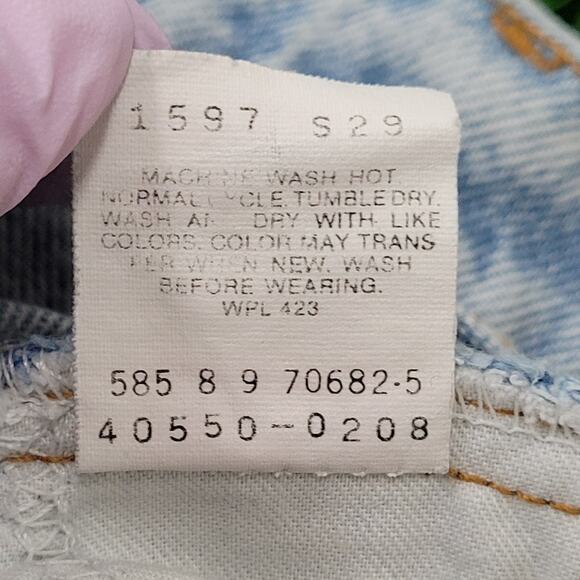 1597 S29
MACHINE WASH HOT
NORMAL CYCLE. TUMBLE DRY.
WASH AND DRY WITH LIKE
COLORS. COLOR MAY TRANS
FER WHEN NEW. WASH
BEFORE WEARING.
WPL 423
585 8 9 70682-5
40550-0208